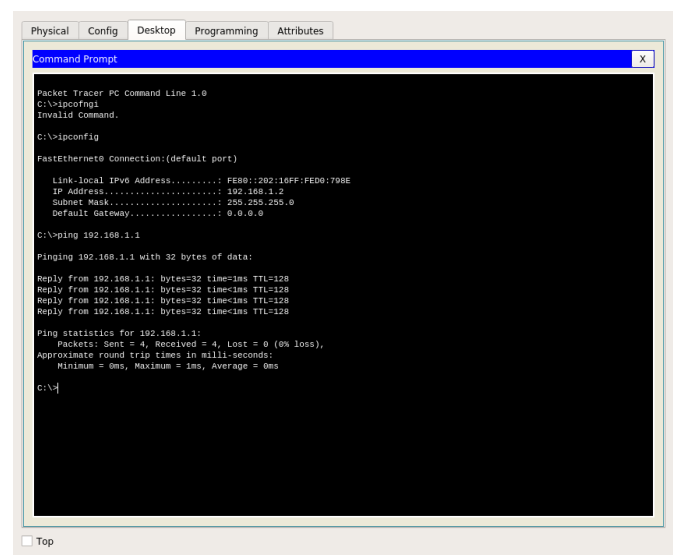 Physical Config Desktop Programming Attributes
Command Prompt X
Packet Tracer PC Command Line 1.0
C:\>ipcofngi
Invalid Command.
C:\>ipconfig
FastEthernet0 Connection:(default port)
Link-local IPv6 Address.........: FE80::202:16FF:FED0:798E
IP Address......................: 192.168.1.2
Subnet Mask.....................: 255.255.255.0
Default Gateway.................: 0.0.0.0
C:\>ping 192.168.1.1
Pinging 192.168.1.1 with 32 bytes of data:
Reply from 192.168.1.1: bytes=32 time=1ms TTL=128
Reply from 192.168.1.1: bytes=32 time<1ms TTL=128
Reply from 192.168.1.1: bytes=32 time<1ms TTL=128
Reply from 192.168.1.1: bytes=32 time<1ms TTL=128
Ping statistics for 192.168.1.1:
Packets: Sent = 4, Received = 4, Lost = 0 (0% loss),
Approximate round trip times in milli-seconds:
Minimum = 0ms, Maximum = 1ms, Average = 0ms
C:\>
Top